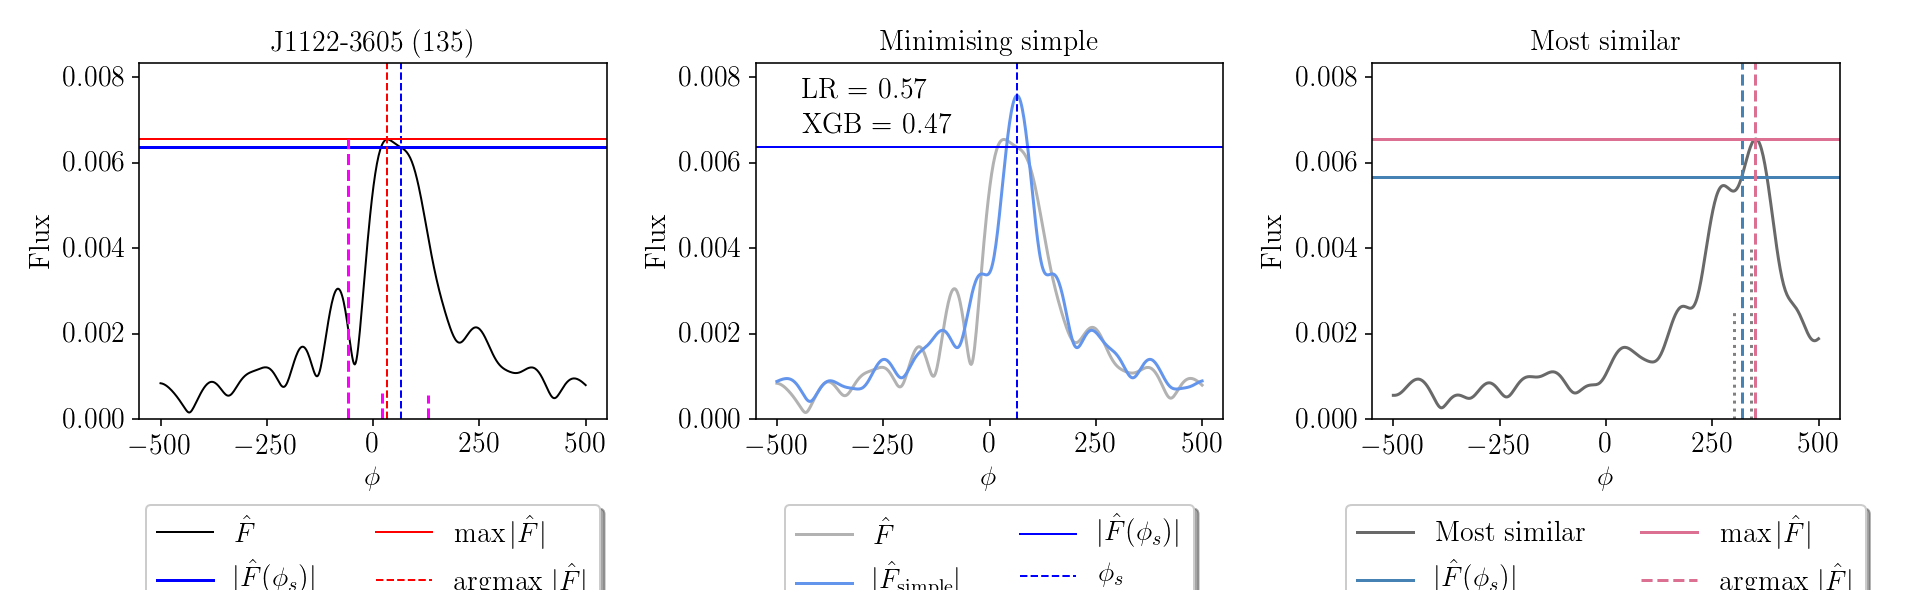 J1122-3605 (135)
0.008
0.006
0.004
0.002
0.000
Flux
−500 −250 0 250 500
ϕ
F̂
max |F̂|
|F̂(ϕₛ)|
argmax |F̂|
Minimising simple
LR = 0.57
XGB = 0.47
0.008
0.006
0.004
0.002
0.000
Flux
−500 −250 0 250 500
ϕ
F̂
|F̂(ϕₛ)|
|F̂simple|
ϕₛ
Most similar
0.008
0.006
0.004
0.002
0.000
Flux
−500 −250 0 250 500
ϕ
Most similar
max |F̂|
|F̂(ϕₛ)|
argmax |F̂|